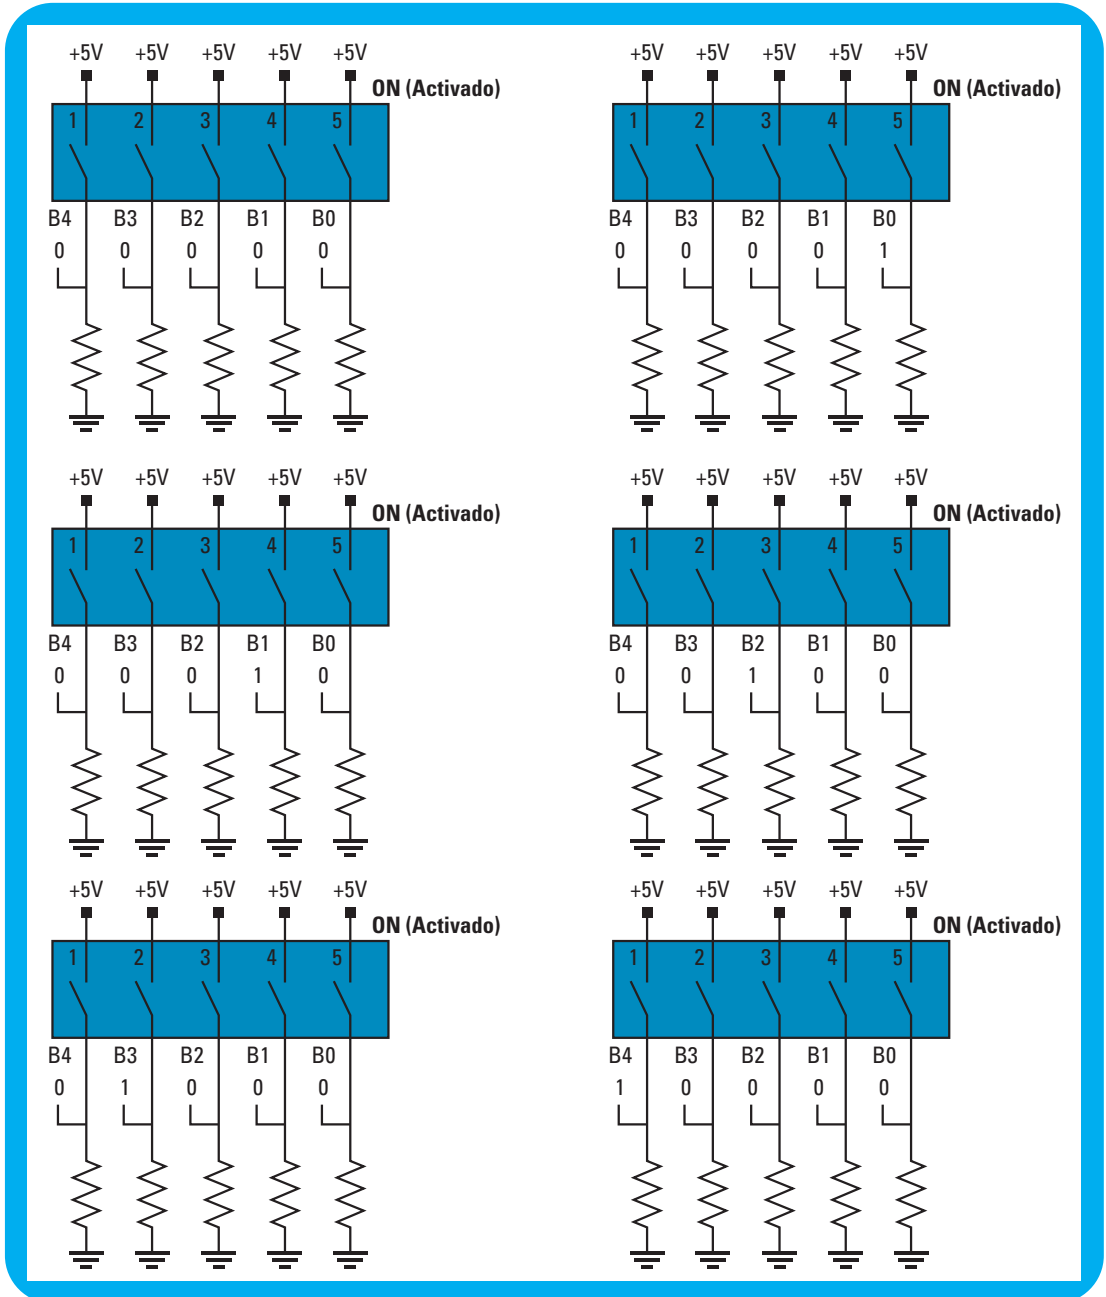 +5V +5V +5V +5V +5V
ON (Activado)
1 2 3 4 5
B4 B3 B2 B1 B0
0 0 0 0 0
+5V +5V +5V +5V +5V
ON (Activado)
1 2 3 4 5
B4 B3 B2 B1 B0
0 0 0 0 1
+5V +5V +5V +5V +5V
ON (Activado)
1 2 3 4 5
B4 B3 B2 B1 B0
0 0 0 1 0
+5V +5V +5V +5V +5V
ON (Activado)
1 2 3 4 5
B4 B3 B2 B1 B0
0 0 1 0 0
+5V +5V +5V +5V +5V
ON (Activado)
1 2 3 4 5
B4 B3 B2 B1 B0
0 1 0 0 0
+5V +5V +5V +5V +5V
ON (Activado)
1 2 3 4 5
B4 B3 B2 B1 B0
1 0 0 0 0